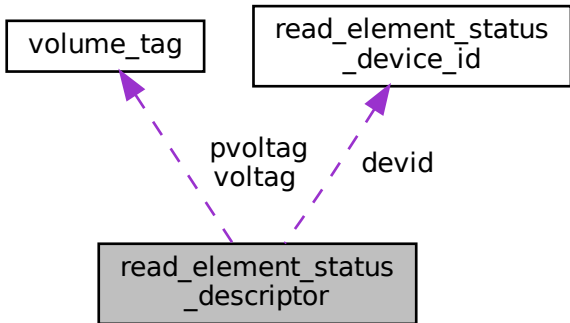 volume_tag
read_element_status
_device_id
pvoltag
voltag
devid
read_element_status
_descriptor